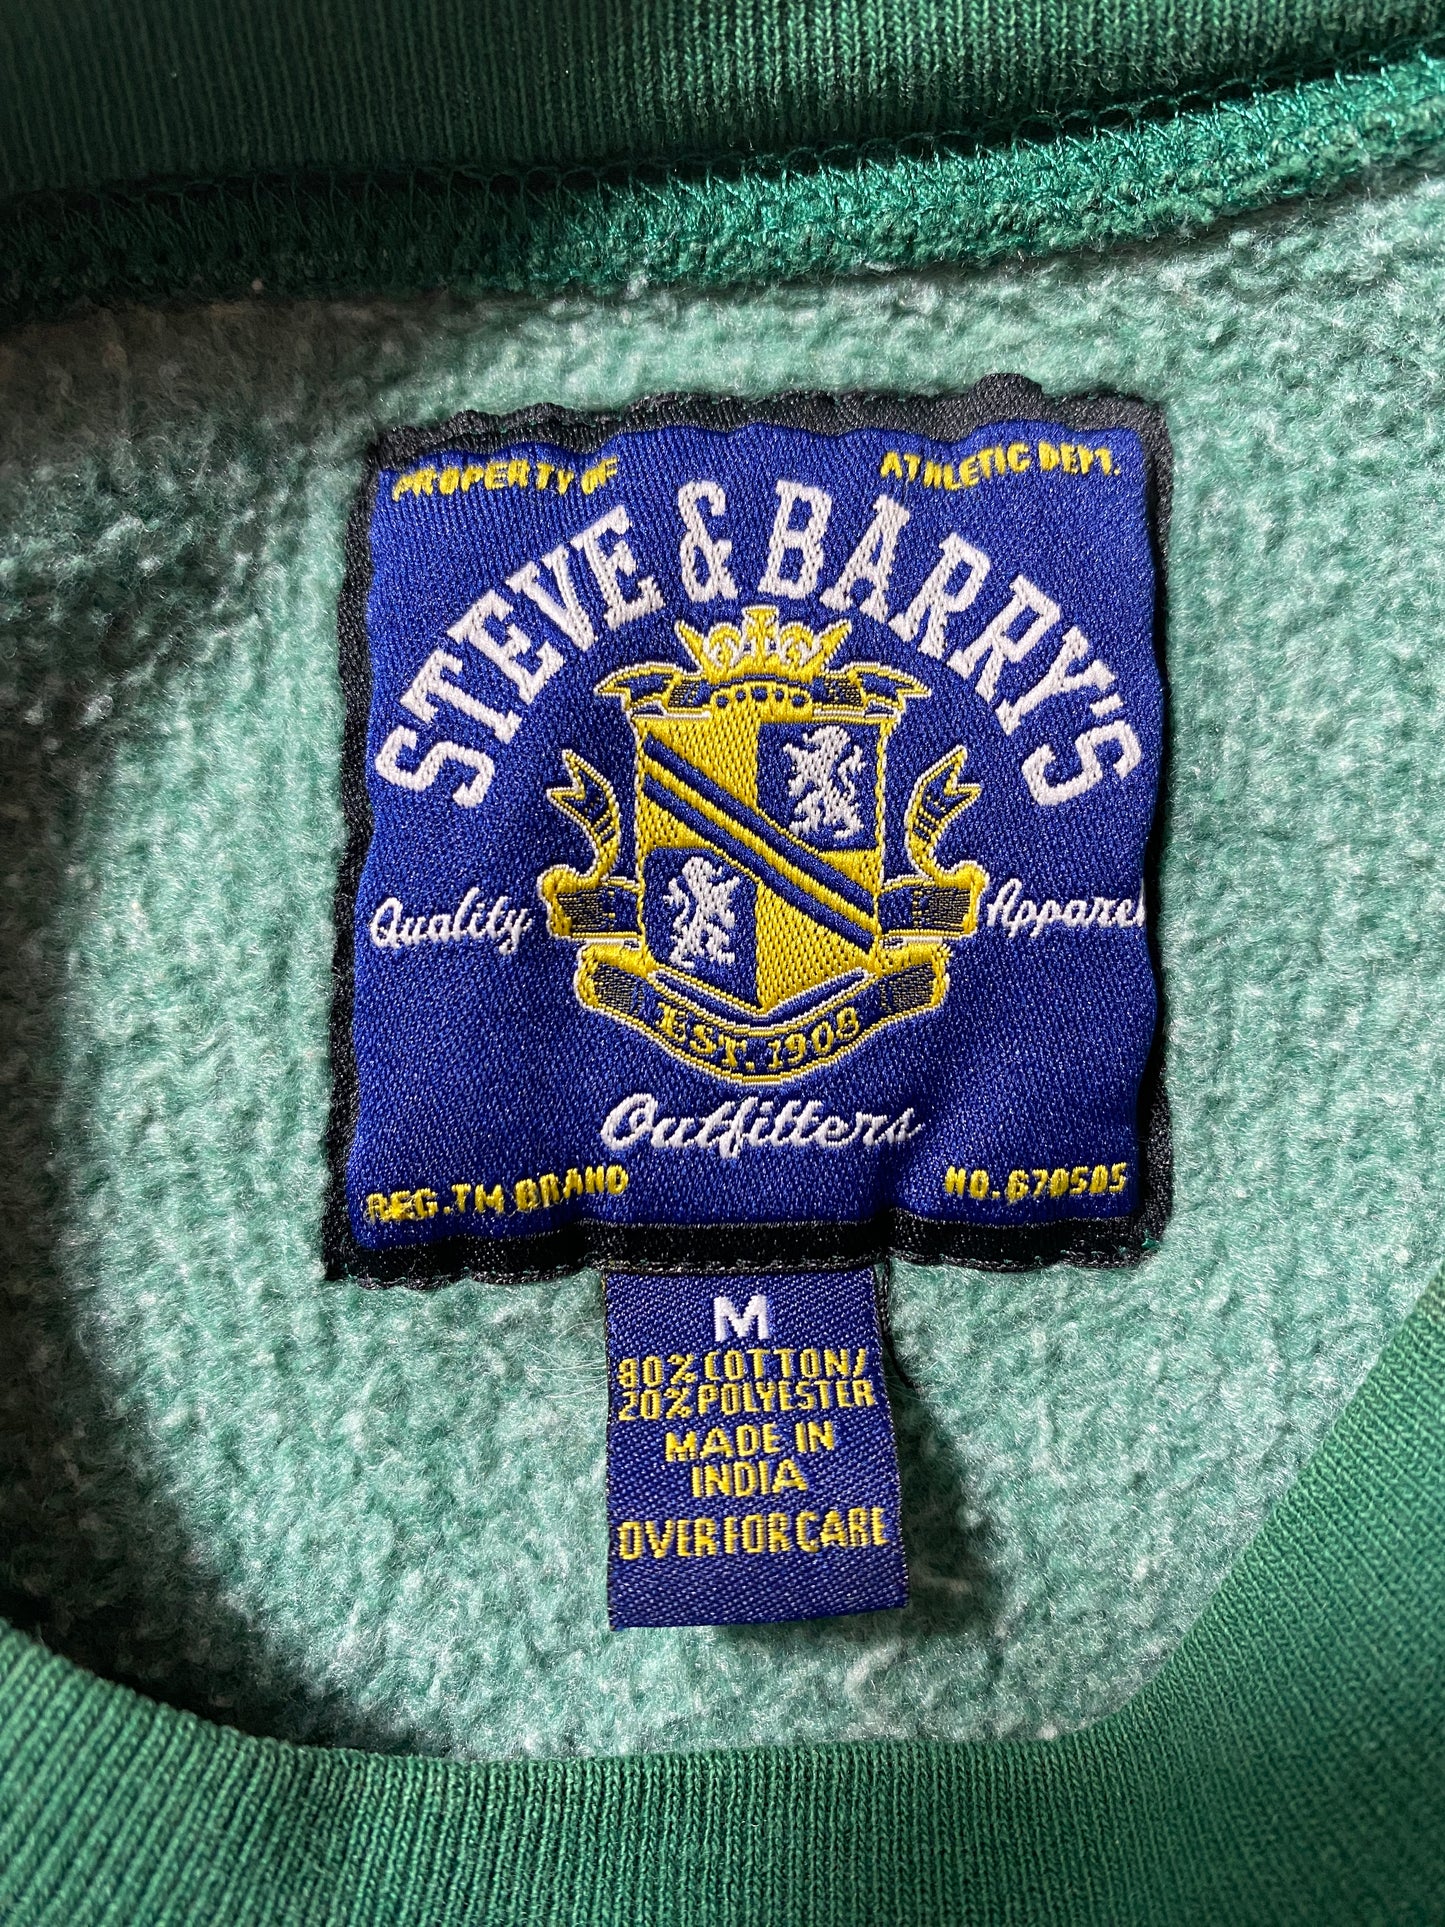 PROPERTY OF
ATHLETIC DEPT.
STEVE & BARRY'S
Quality
Apparel
EST. 1908
Outfitters
REG.TM BRAND
NO.670505
M
80% COTTON/
20% POLYESTER
MADE IN
INDIA
OVER FOR CARE